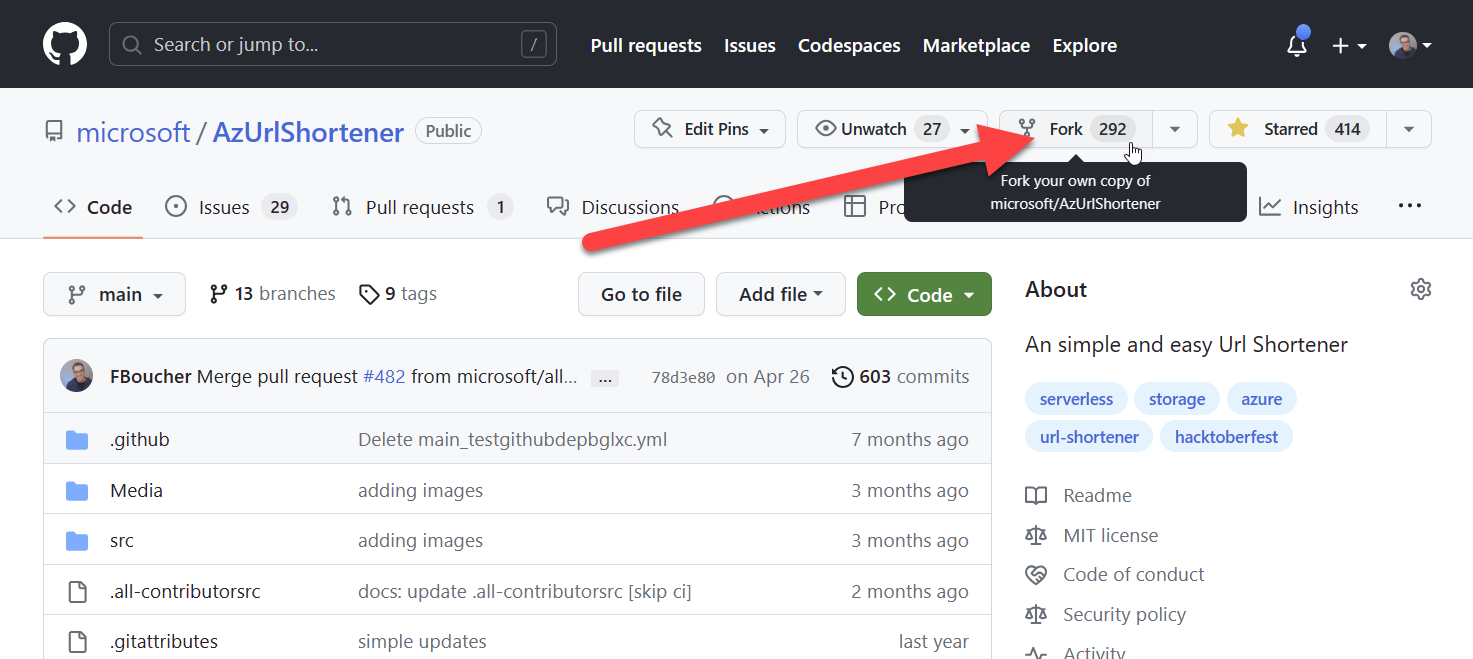 Search or jump to... / Pull requests Issues Codespaces Marketplace Explore
microsoft / AzUrlShortener Public Edit Pins Unwatch 27 Fork 292 Starred 414
Fork your own copy of
microsoft/AzUrlShortener
Code Issues 29 Pull requests 1 Discussions Insights ...
main 13 branches 9 tags Go to file Add file Code
About
An simple and easy Url Shortener
FBoucher Merge pull request #482 from microsoft/all... ... 78d3e80 on Apr 26 603 commits
serverless storage azure
url-shortener hacktoberfest
.github Delete main_testgithubdepbglxc.yml 7 months ago
Media adding images 3 months ago
src adding images 3 months ago
.all-contributorsrc docs: update .all-contributorsrc [skip ci] 2 months ago
.gitattributes simple updates last year
Readme
MIT license
Code of conduct
Security policy
Activity